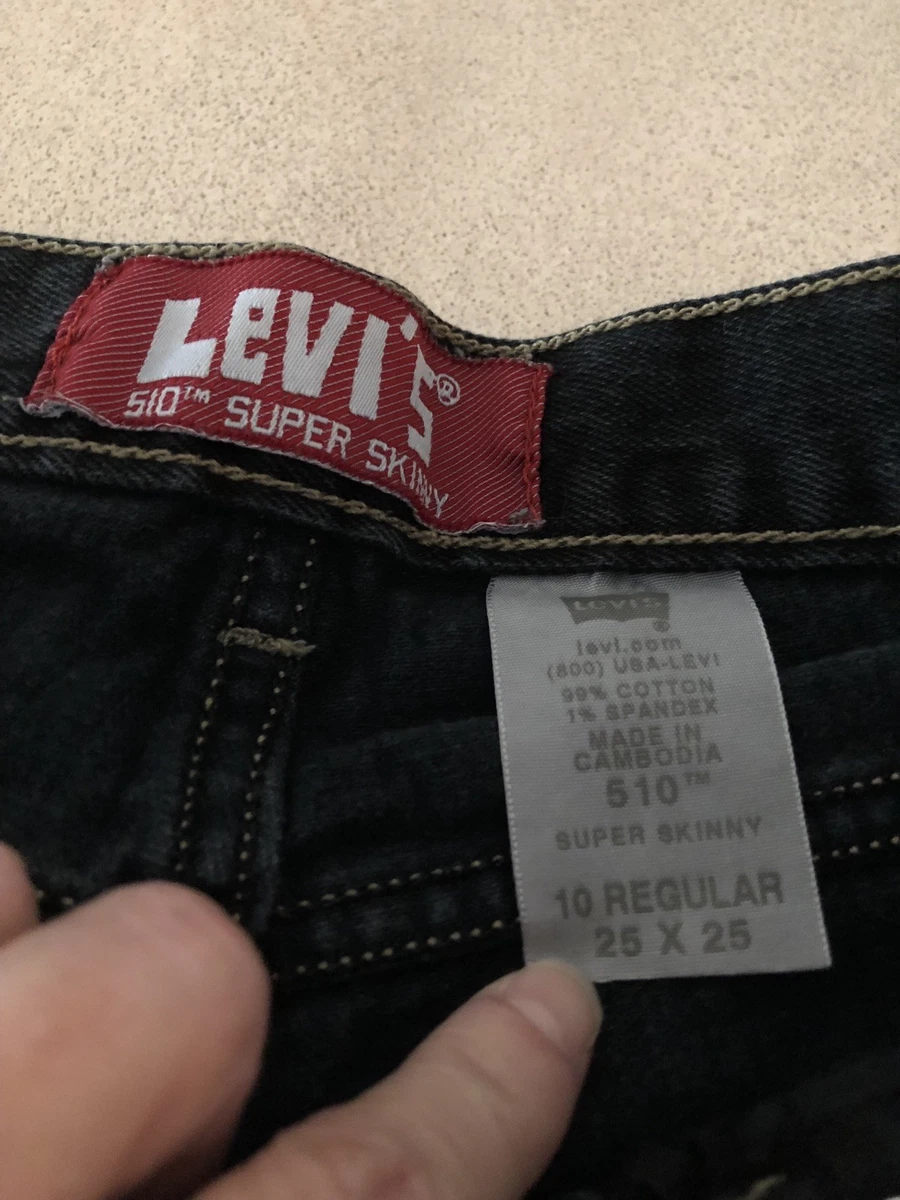 LEVI'S®
510™ SUPER SKINNY
LEVI'S
®
levi.com
(800) USA-LEVI
99% COTTON
1% SPANDEX
MADE IN
CAMBODIA
510™
SUPER SKINNY
10 REGULAR
25 X 25